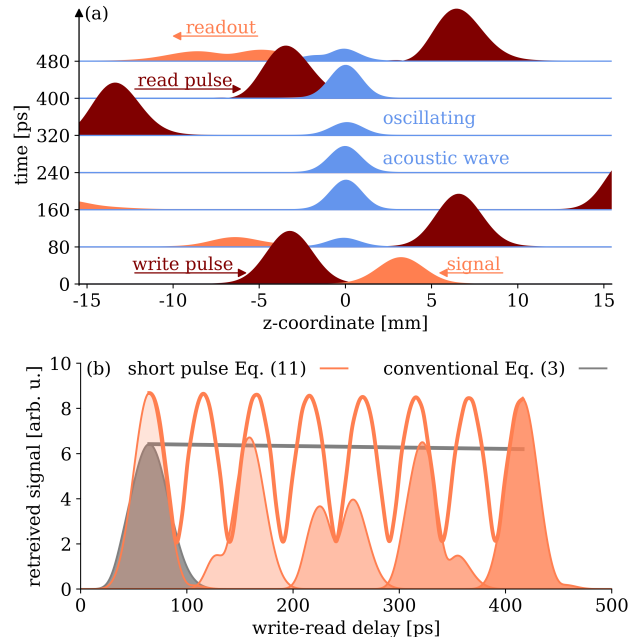 (a)
readout
480
read pulse
400
oscillating
320
acoustic wave
240
160
80
write pulse
signal
0
time [ps]
-15 -10 -5 0 5 10 15
z-coordinate [mm]
(b) short pulse Eq. (11) conventional Eq. (3)
10
8
6
4
2
0
retreived signal [arb. u.]
0 100 200 300 400 500
write-read delay [ps]